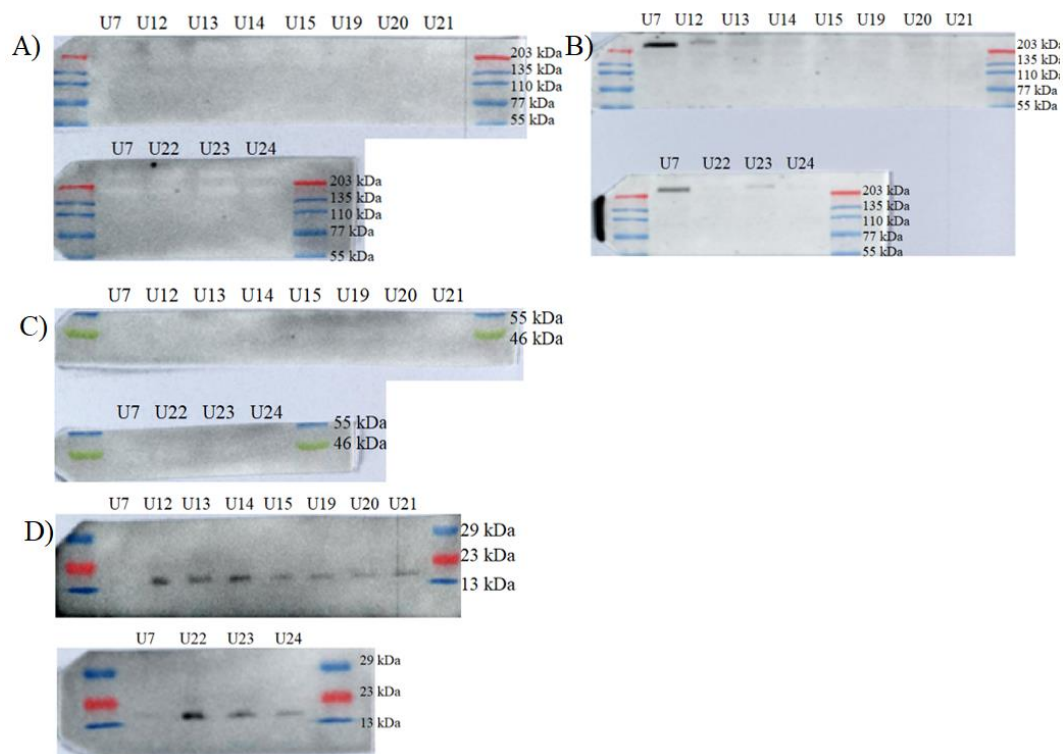 A)
U7 U12 U13 U14 U15 U19 U20 U21
203 kDa
135 kDa
110 kDa
77 kDa
55 kDa
U7 U22 U23 U24
203 kDa
135 kDa
110 kDa
77 kDa
55 kDa
B)
U7 U12 U13 U14 U15 U19 U20 U21
203 kDa
135 kDa
110 kDa
77 kDa
55 kDa
U7 U22 U23 U24
203 kDa
135 kDa
110 kDa
77 kDa
55 kDa
C)
U7 U12 U13 U14 U15 U19 U20 U21
55 kDa
46 kDa
U7 U22 U23 U24
55 kDa
46 kDa
D)
U7 U12 U13 U14 U15 U19 U20 U21
29 kDa
23 kDa
13 kDa
U7 U22 U23 U24
29 kDa
23 kDa
13 kDa